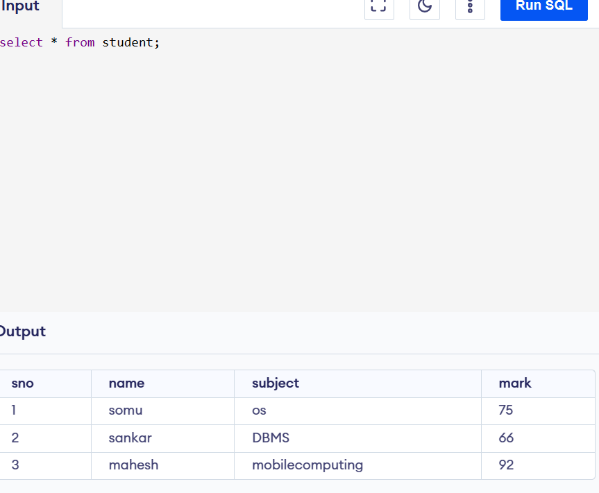 Input Run SQL
select * from student;
Output
sno name subject mark
1 somu os 75
2 sankar DBMS 66
3 mahesh mobilecomputing 92